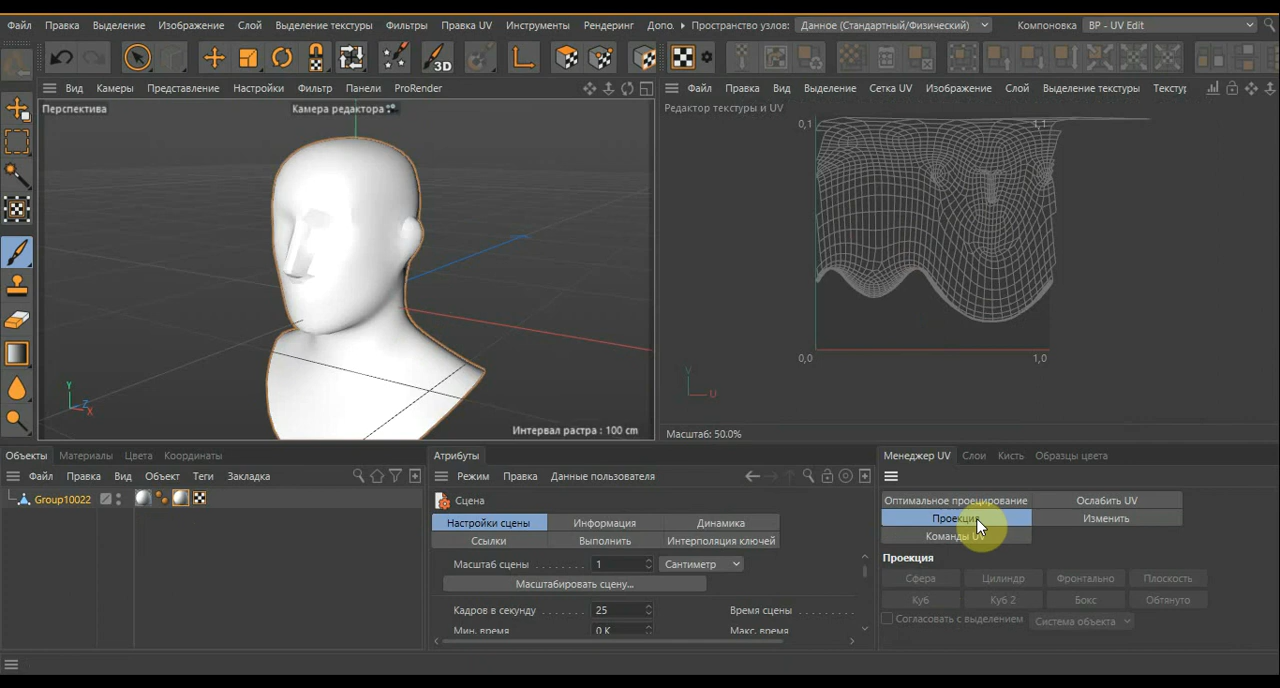 Файл Правка Выделение Изображение Слой Выделение текстуры Фильтры Правка UV Инструменты Рендеринг Допо. Пространство узлов: Данное (Стандартный/Физический) Компоновка BP - UV Edit
3D
Вид Камеры Представление Настройки Фильтр Панели ProRender
Файл Правка Вид Выделение Сетка UV Изображение Слой Выделение текстуры Текстур
Перспектива Камера редактора
Редактор текстуры и UV
0,1 1,1
0,0 1,0
Y Z X
V U
Интервал растра : 100 cm
Масштаб: 50.0%
Объекты Материалы Цвета Координаты
Файл Правка Вид Объект Теги Закладка
Group10022
Атрибуты
Режим Правка Данные пользователя
Сцена
Настройки сцены Информация Динамика
Ссылки Выполнить Интерполяция ключей
Масштаб сцены . . . . . . . . 1 Сантиметр
Масштабировать сцену...
Кадров в секунду . . . . . . 25 Время сцены . . . . . . . . .
Мин. время 0 K Макс. время
Менеджер UV Слои Кисть Образцы цвета
Оптимальное проецирование Ослабить UV
Проекция Изменить
Команды UV
Проекция
Сфера Цилиндр Фронтально Плоскость
Куб Куб 2 Бокс Обтянуто
Согласовать с выделением Система объекта